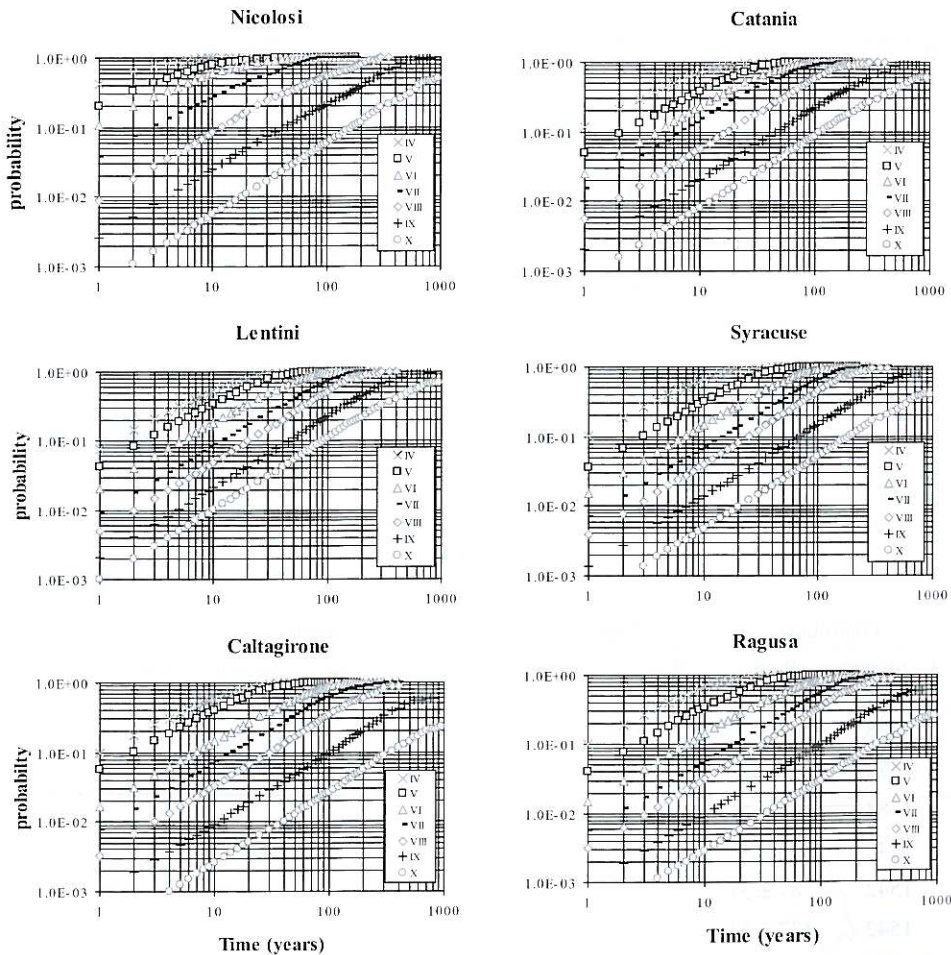 Nicolosi
probability
1.0E+00
1.0E-01
1.0E-02
1.0E-03
1 10 100 1000
IV
V
VI
VII
VIII
IX
X
Catania
1.0E+00
1.0E-01
1.0E-02
1.0E-03
1 10 100 1000
IV
V
VI
VII
VIII
IX
X
Lentini
probability
1.0E+00
1.0E-01
1.0E-02
1.0E-03
1 10 100 1000
IV
V
VI
VII
VIII
IX
X
Syracuse
1.0E+00
1.0E-01
1.0E-02
1.0E-03
1 10 100 1000
IV
V
VI
VII
VIII
IX
X
Caltagirone
probabilty
1.0E+00
1.0E-01
1.0E-02
1.0E-03
1 10 100 1000
IV
V
VI
VII
VIII
IX
X
Time (years)
Ragusa
1.0E+00
1.0E-01
1.0E-02
1.0E-03
1 10 100 1000
IV
V
VI
VII
VIII
IX
X
Time (years)